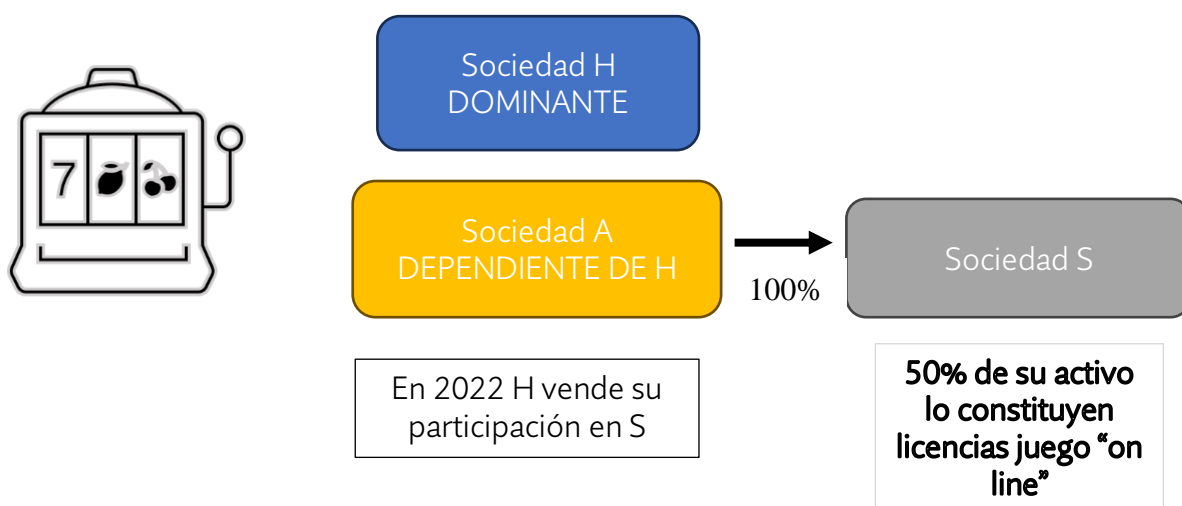 Sociedad H
DOMINANTE
7
Sociedad A
DEPENDIENTE DE H
100%
Sociedad S
En 2022 H vende su
participación en S
50% de su activo
lo constituyen
licencias juego “on
line”